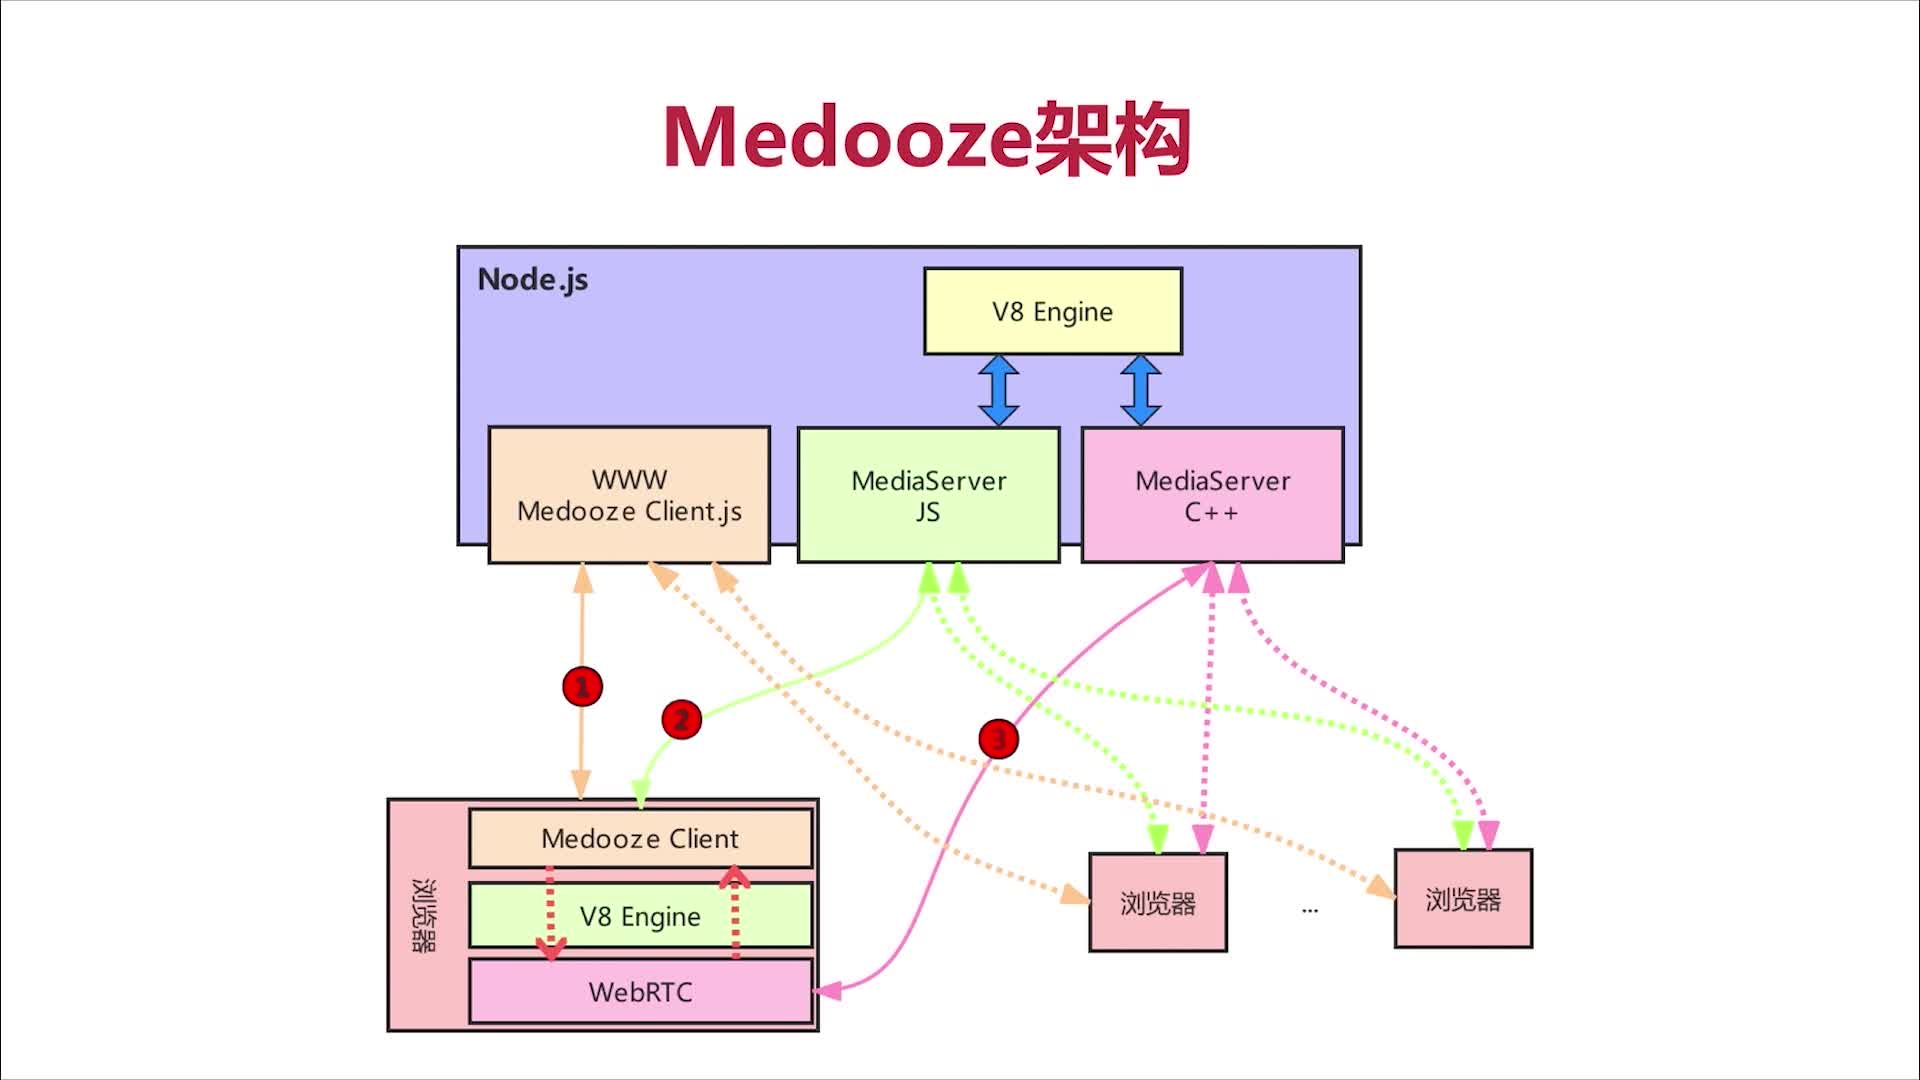 Medooze架构
Node.js
V8 Engine
WWW
Medooze Client.js
MediaServer
JS
MediaServer
C++
1
2
3
浏览器
Medooze Client
V8 Engine
WebRTC
浏览器
...
浏览器